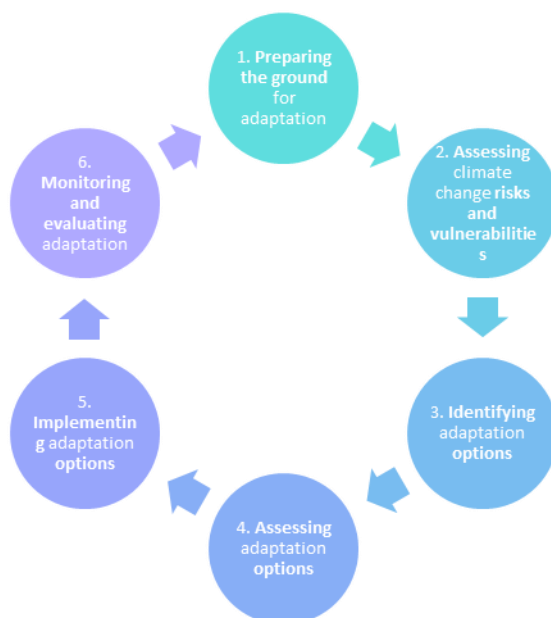 1. Preparing
the ground
for
adaptation
2. Assessing
climate
change risks
and
vulnerabilitie
s
3. Identifying
adaptation
options
4. Assessing
adaptation
options
5.
Implementin
g adaptation
options
6.
Monitoring
and
evaluating
adaptation